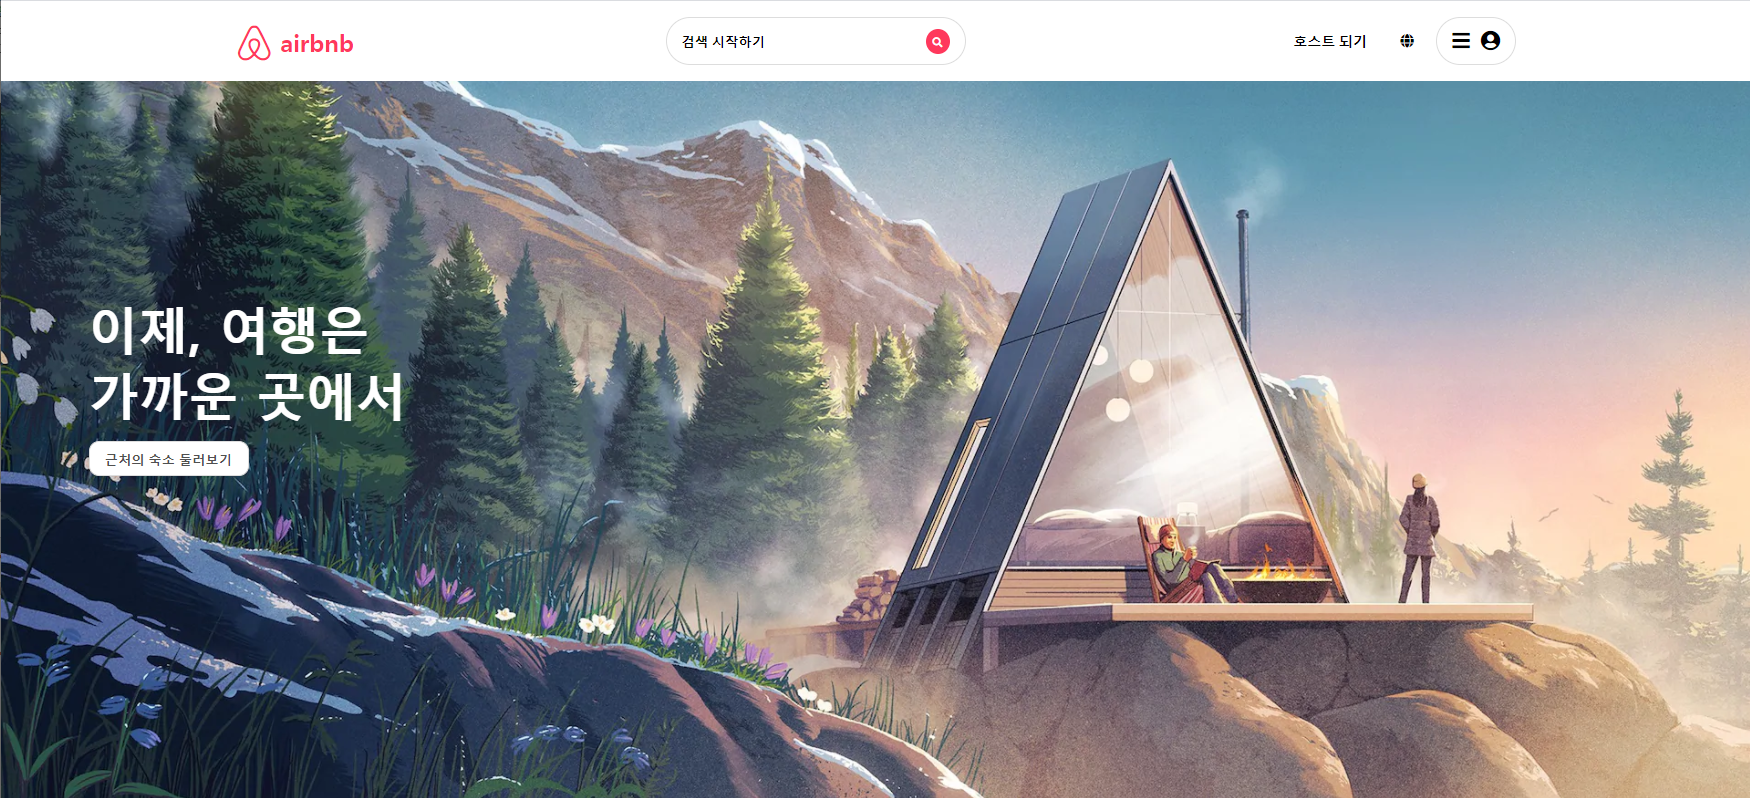 airbnb
검색 시작하기
호스트 되기
이제, 여행은
가까운 곳에서
근처의 숙소 둘러보기